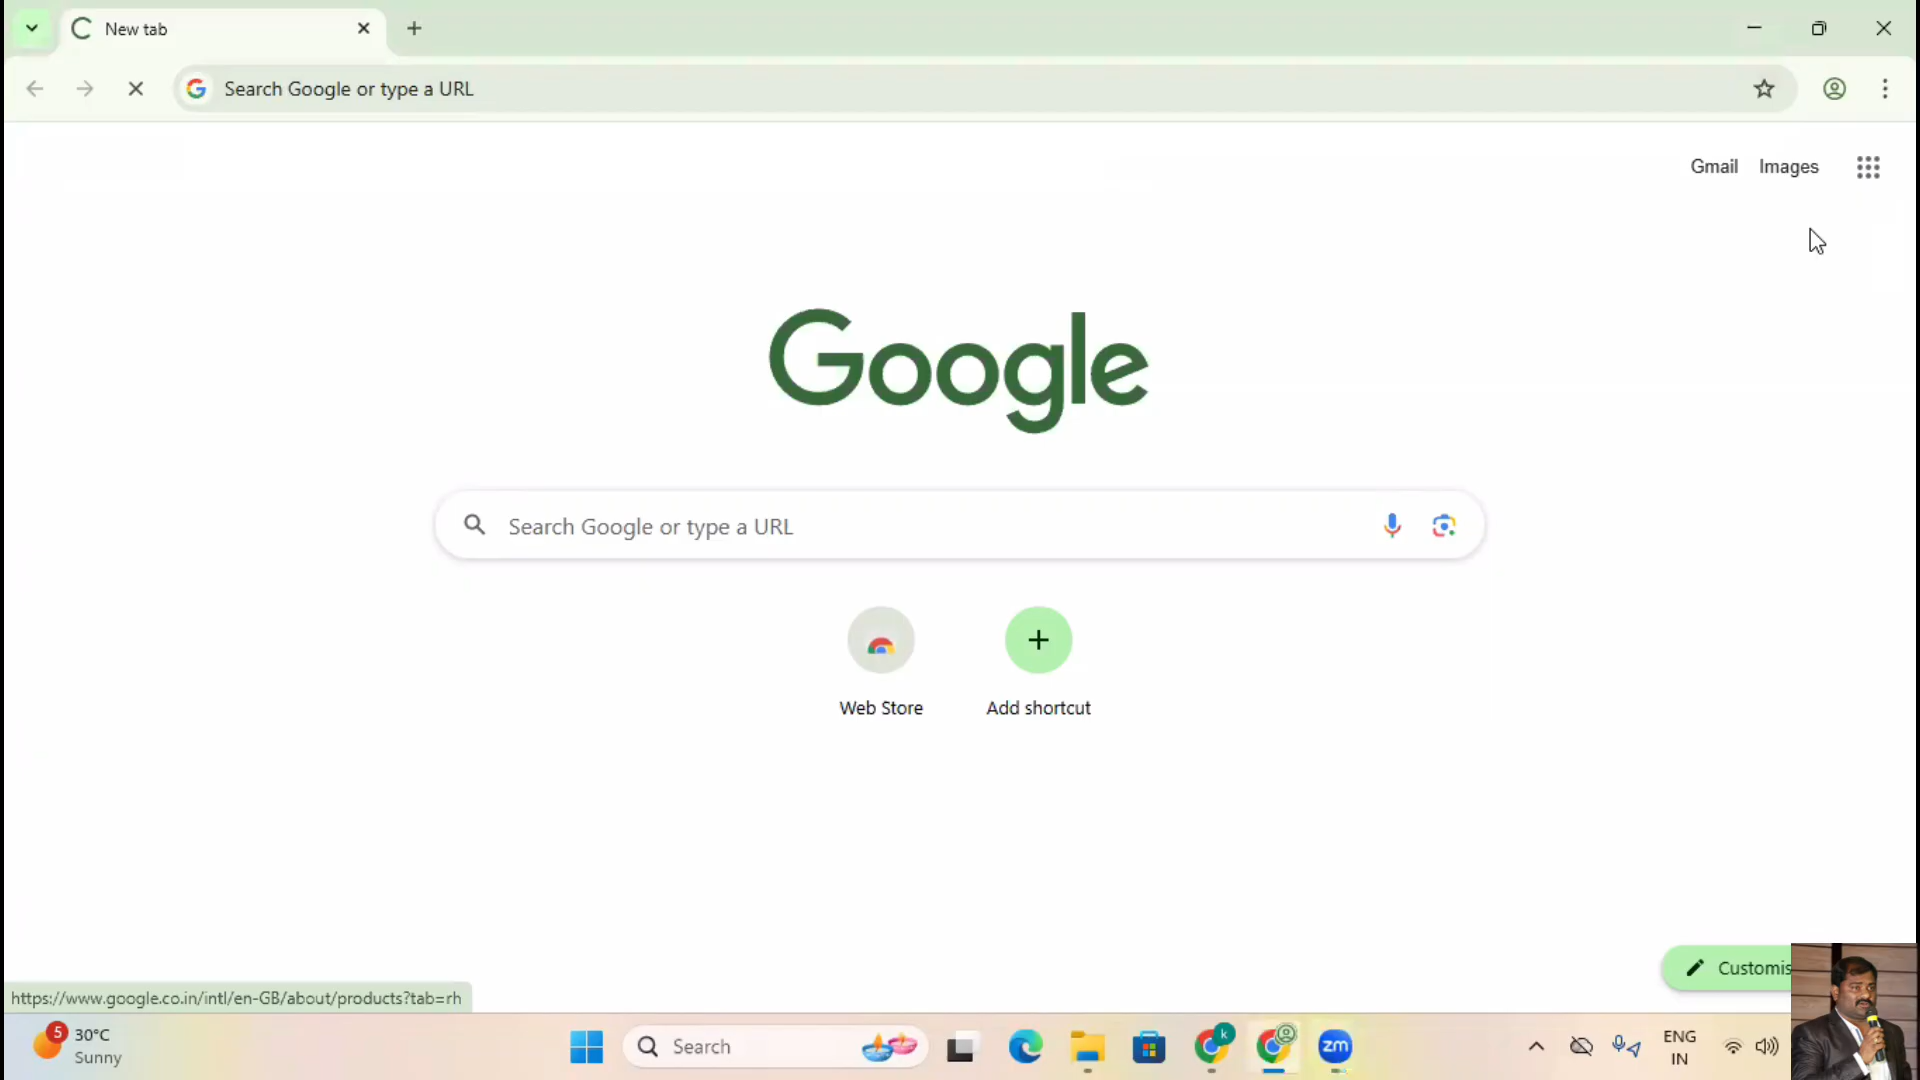 New tab
Search Google or type a URL
Gmail Images
Google
Search Google or type a URL
Web Store
Add shortcut
Customis
https://www.google.co.in/intl/en-GB/about/products?tab=rh
5
30°C
Sunny
Search
k
zm
ENG
IN